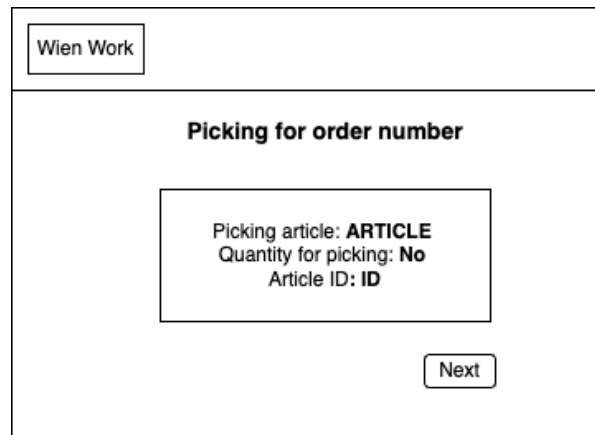 Wien Work
Picking for order number
Picking article: ARTICLE
Quantity for picking: No
Article ID: ID
Next